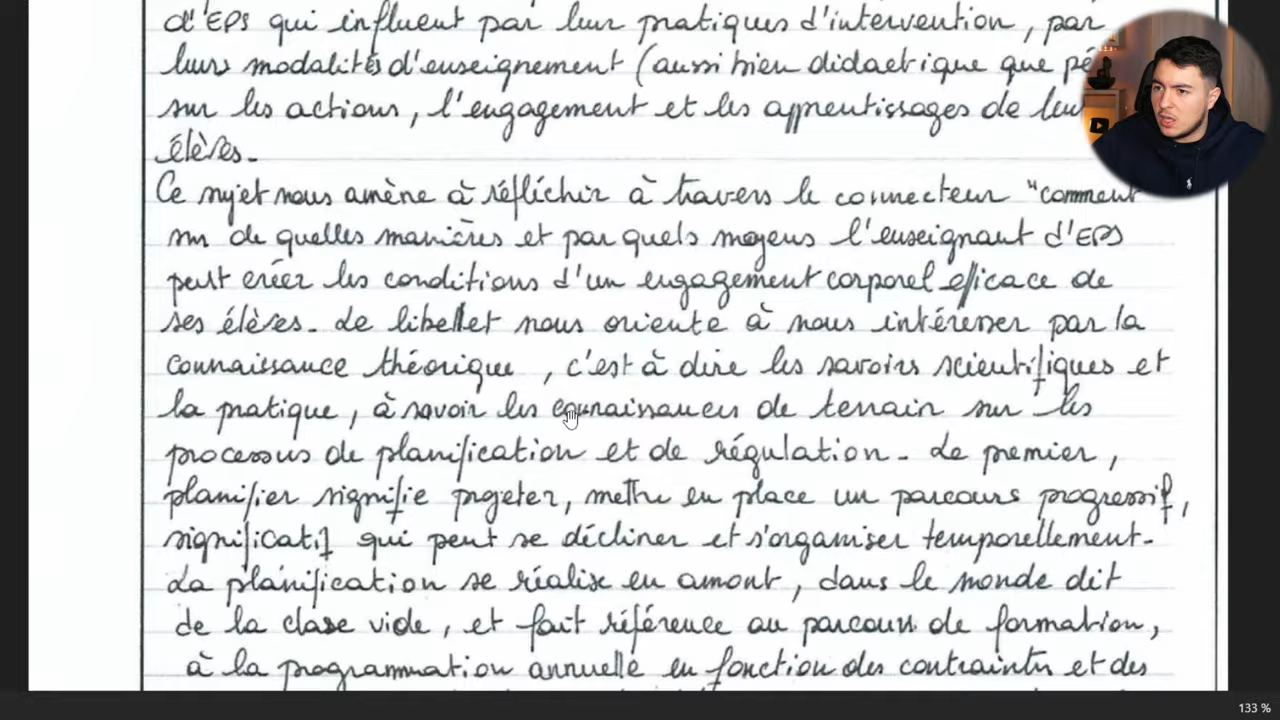 d'EPS qui influent par leur pratiques d'intervention, par
leurs modalités d'enseignement (aussi bien didactique que pé
sur les actions, l'engagement et les apprentissages de leu
élèves.
Ce sujet nous amène à réfléchir à travers le connecteur "comment
sur de quelles manières et par quels moyens l'enseignant d'EPS
peut créer les conditions d'un engagement corporel efficace de
ses élèves. Le libellet nous oriente à nous intéresser par la
connaissance théorique, c'est à dire les savoirs scientifiques et
la pratique, à savoir les connaissances de terrain sur les
processus de planification et de régulation. Le premier,
planifier signifie projeter, mettre en place un parcours progressif,
significatif qui peut se décliner et s'organiser temporellement.
La planification se réalise en amont, dans le monde dit
de la classe vide, et fait référence au parcours de formation,
à la programmation annuelle en fonction des contraintes et des
133 %